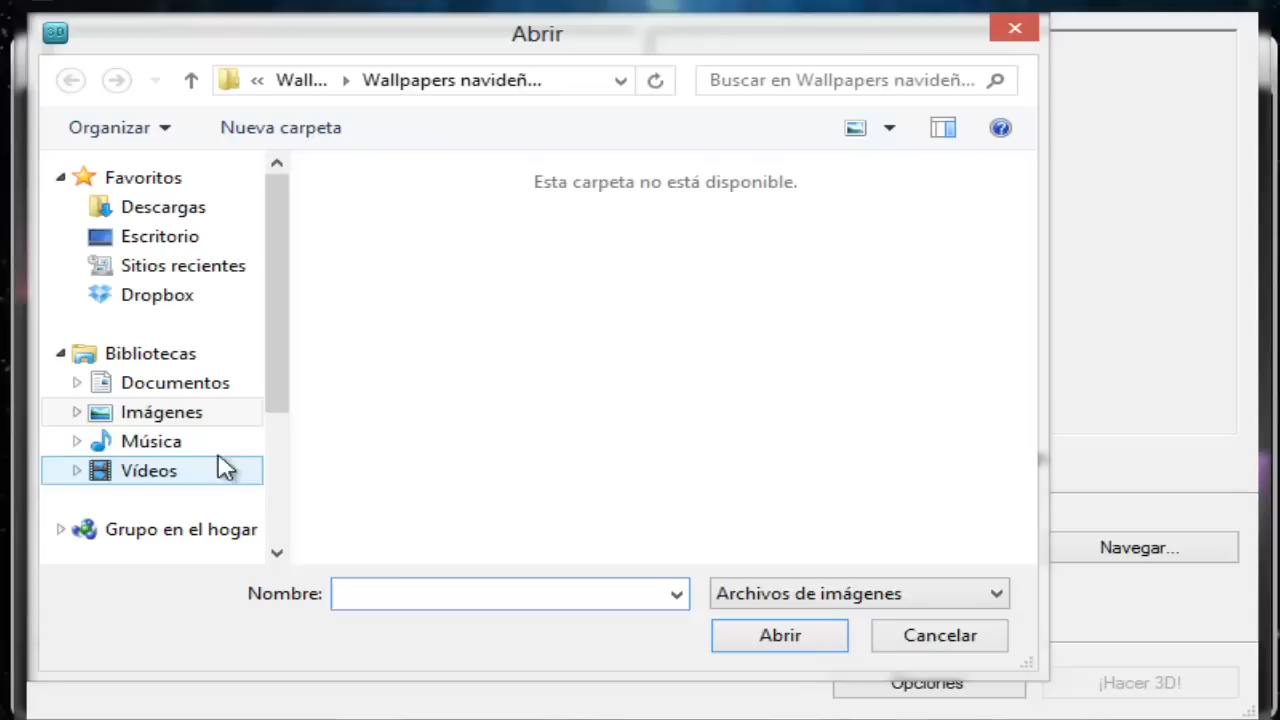 3D
Abrir
« Wall... Wallpapers navideñ...
Buscar en Wallpapers navideñ...
Organizar
Nueva carpeta
Favoritos
Descargas
Escritorio
Sitios recientes
Dropbox
Bibliotecas
Documentos
Imágenes
Música
Vídeos
Grupo en el hogar
Esta carpeta no está disponible.
Navegar...
Nombre:
Archivos de imágenes
Abrir
Cancelar
Opciones
¡Hacer 3D!